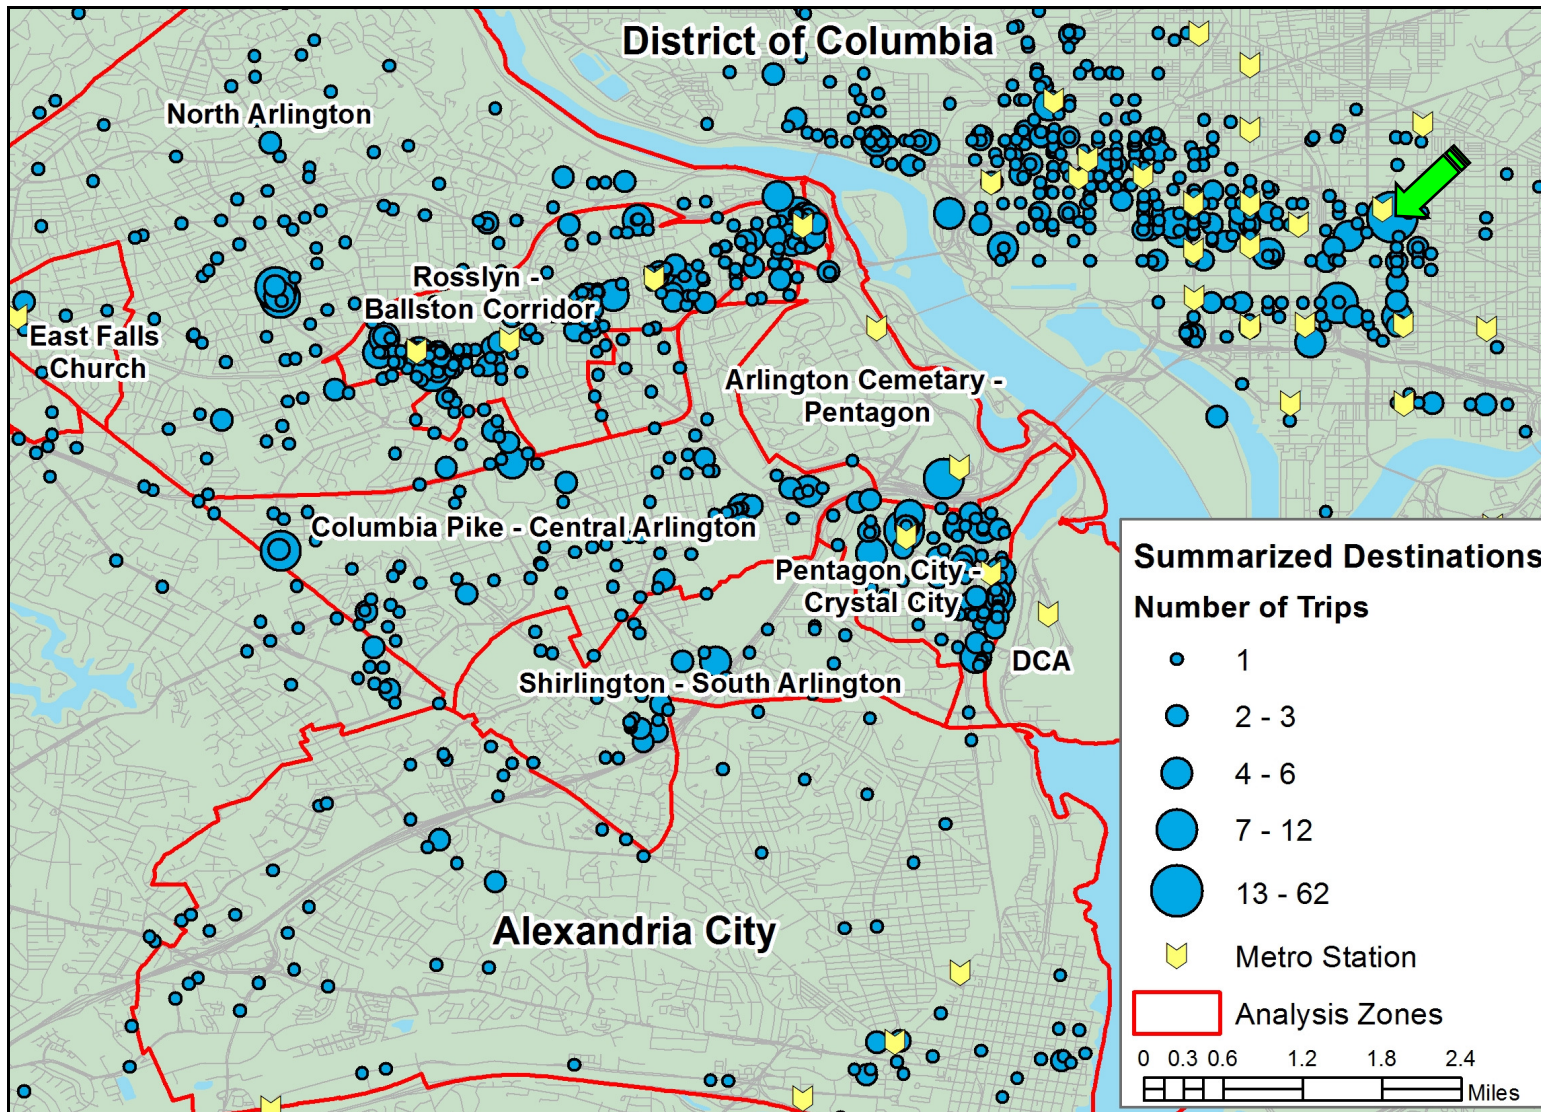 District of Columbia
North Arlington
Rosslyn -
Ballston Corridor
East Falls
Church
Arlington Cemetary -
Pentagon
Columbia Pike - Central Arlington
Pentagon City -
Crystal City
DCA
Shirlington - South Arlington
Alexandria City
Summarized Destinations
Number of Trips
1
2 - 3
4 - 6
7 - 12
13 - 62
Metro Station
Analysis Zones
0 0.3 0.6 1.2 1.8 2.4
Miles